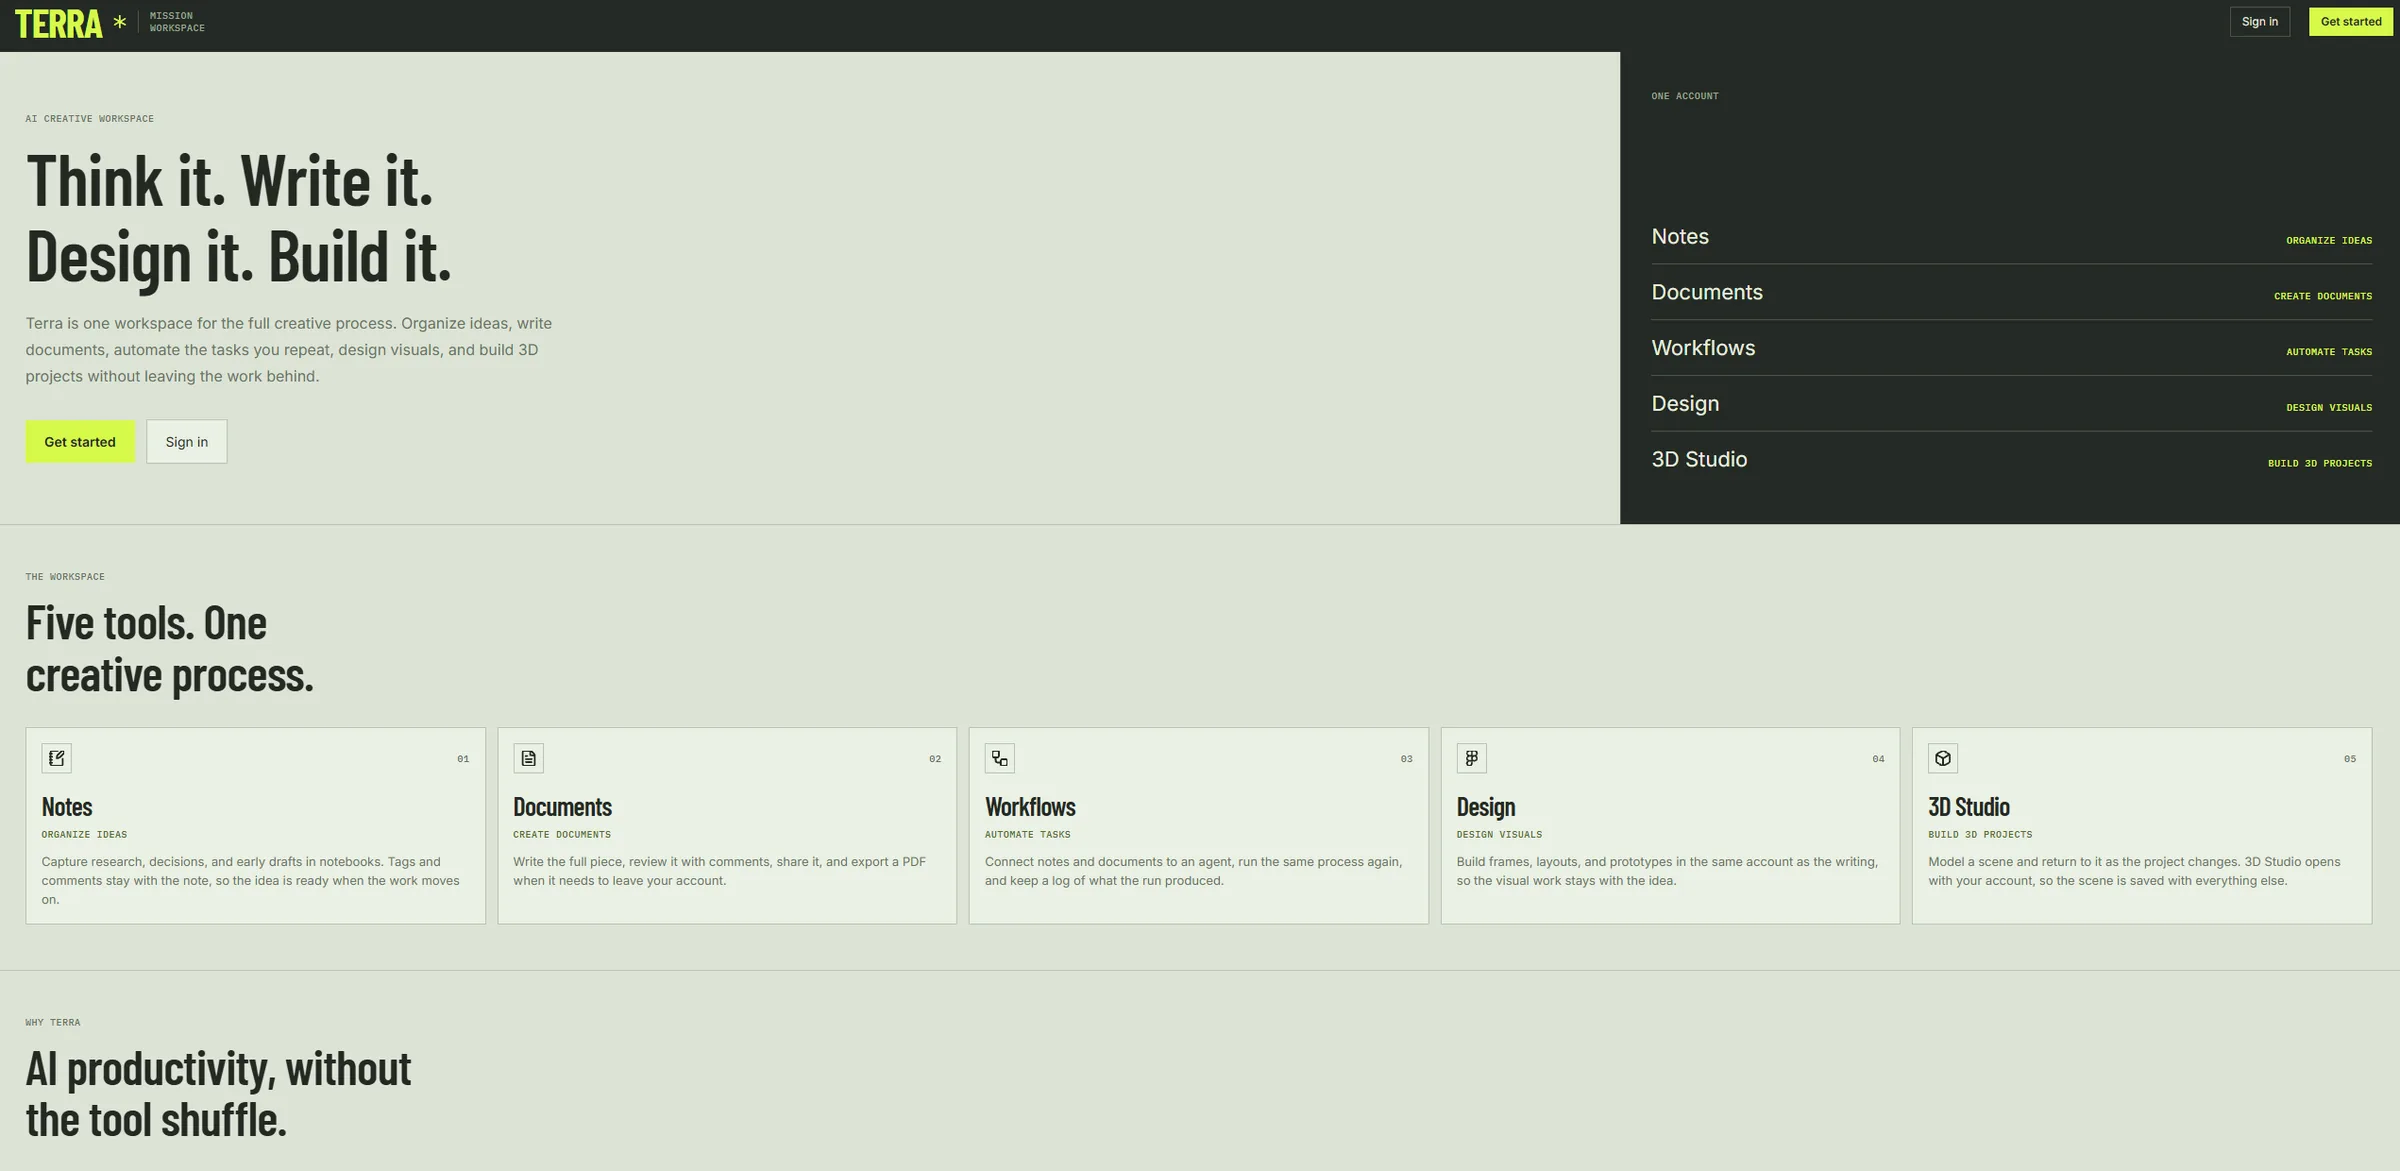 TERRA *
MISSION
WORKSPACE
Sign in
Get started
AI CREATIVE WORKSPACE
Think it. Write it.
Design it. Build it.
Terra is one workspace for the full creative process. Organize ideas, write
documents, automate the tasks you repeat, design visuals, and build 3D
projects without leaving the work behind.
Get started
Sign in
ONE ACCOUNT
Notes
ORGANIZE IDEAS
Documents
CREATE DOCUMENTS
Workflows
AUTOMATE TASKS
Design
DESIGN VISUALS
3D Studio
BUILD 3D PROJECTS
THE WORKSPACE
Five tools. One
creative process.
01
Notes
ORGANIZE IDEAS
Capture research, decisions, and early drafts in notebooks. Tags and
comments stay with the note, so the idea is ready when the work moves
on.
02
Documents
CREATE DOCUMENTS
Write the full piece, review it with comments, share it, and export a PDF
when it needs to leave your account.
03
Workflows
AUTOMATE TASKS
Connect notes and documents to an agent, run the same process again,
and keep a log of what the run produced.
04
Design
DESIGN VISUALS
Build frames, layouts, and prototypes in the same account as the writing,
so the visual work stays with the idea.
05
3D Studio
BUILD 3D PROJECTS
Model a scene and return to it as the project changes. 3D Studio opens
with your account, so the scene is saved with everything else.
WHY TERRA
AI productivity, without
the tool shuffle.